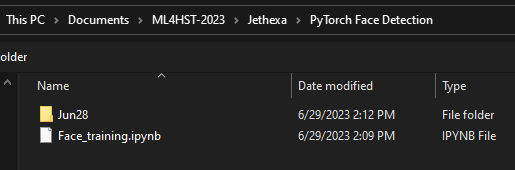 This PC > Documents > ML4HST-2023 > Jethexa > PyTorch Face Detection
older
Name Date modified Type
Jun28 6/29/2023 2:12 PM File folder
Face_training.ipynb 6/29/2023 2:09 PM IPYNB File